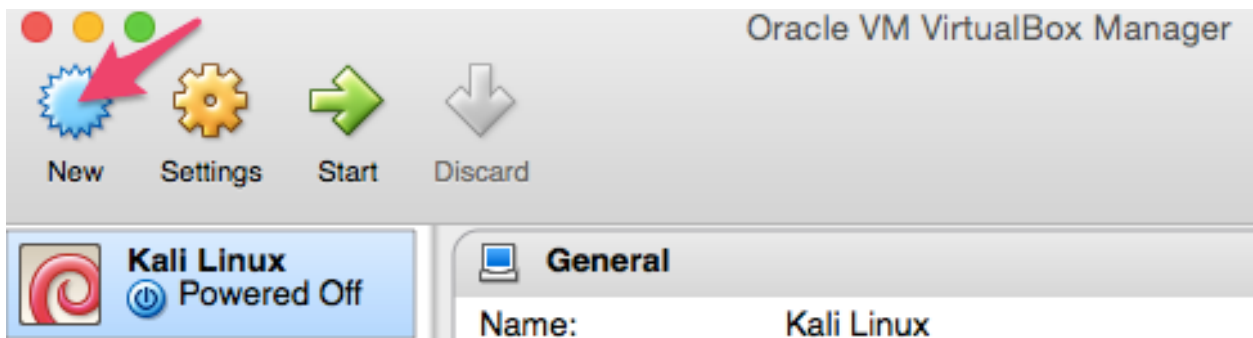 Oracle VM VirtualBox Manager
New Settings Start Discard
Kali Linux
Powered Off
General
Name: Kali Linux